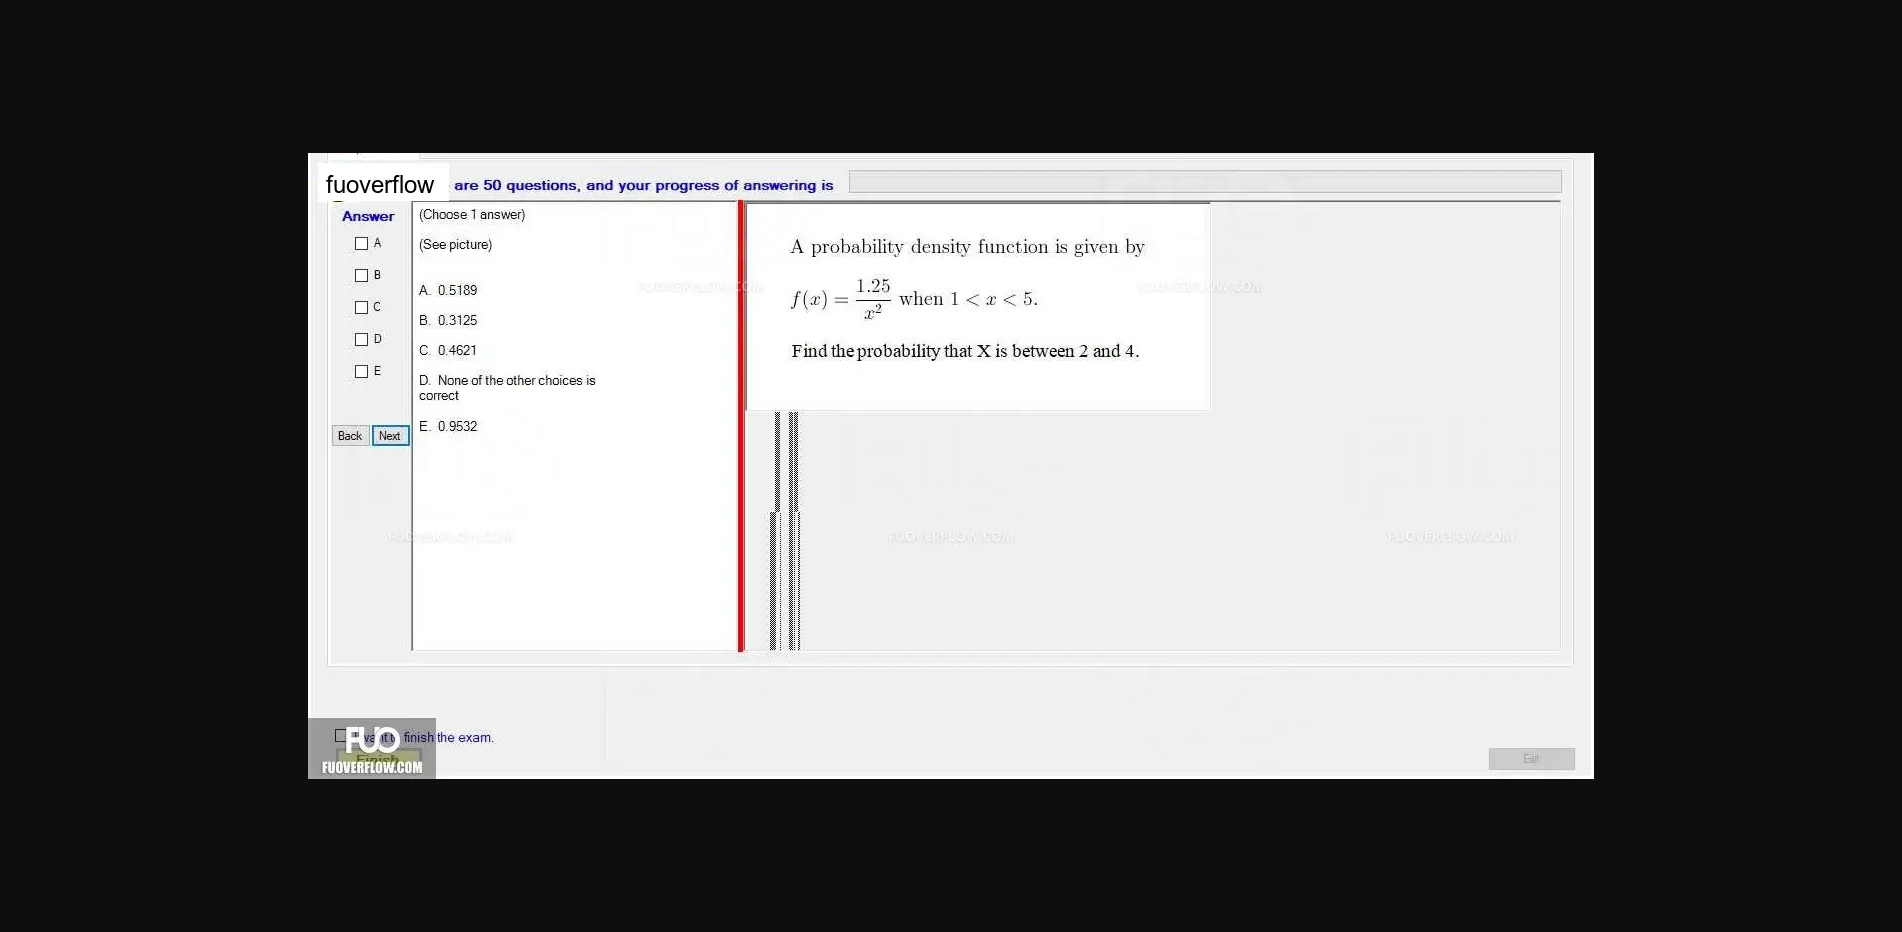 fuoverflow are 50 questions, and your progress of answering is
Answer
A
B
C
D
E
Back Next
(Choose 1 answer)
(See picture)
A. 0.5189
B. 0.3125
C. 0.4621
D. None of the other choices is
correct
E. 0.9532
A probability density function is given by
f(x) = 1.25/x² when 1 < x < 5.
Find the probability that X is between 2 and 4.
FUOVERFLOW.COM FUOVERFLOW.COM
FUOVERFLOW.COM FUOVERFLOW.COM FUOVERFLOW.COM
FUO finish the exam.
Finish
FUOVERFLOW.COM
Exit